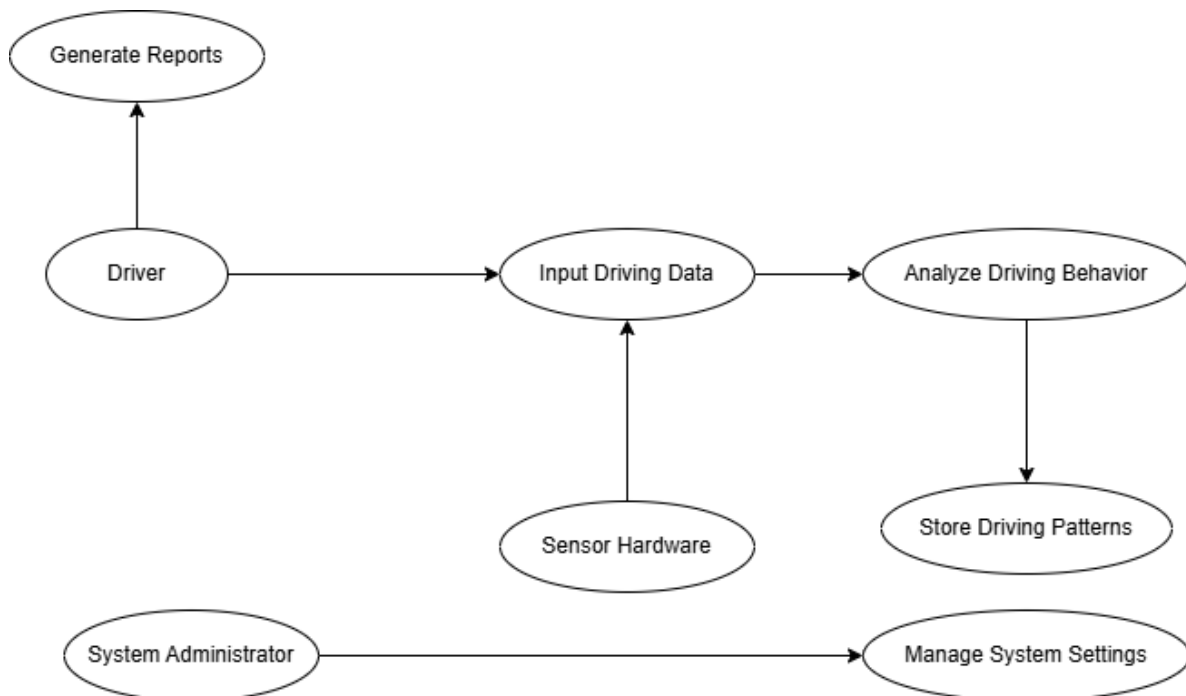 Generate Reports
Driver
Input Driving Data
Analyze Driving Behavior
Store Driving Patterns
Sensor Hardware
System Administrator
Manage System Settings